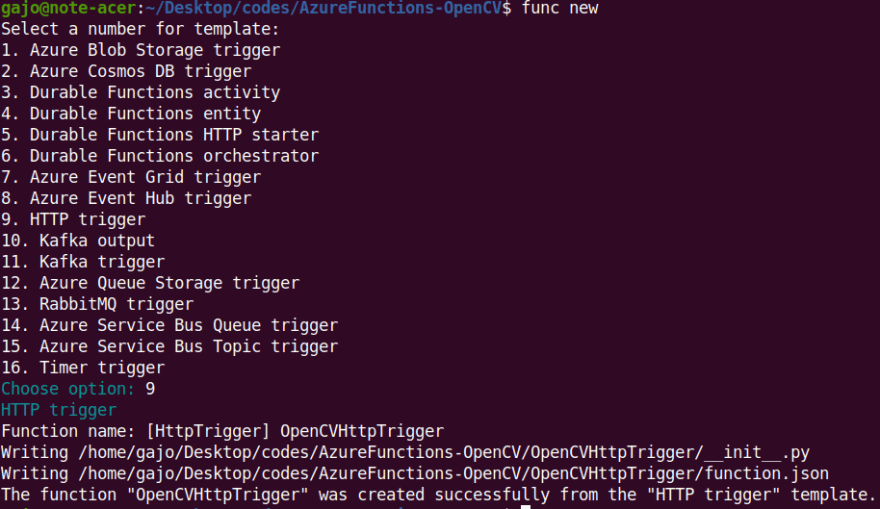 gajo@note-acer:~/Desktop/codes/AzureFunctions-OpenCV$ func new
Select a number for template:
1. Azure Blob Storage trigger
2. Azure Cosmos DB trigger
3. Durable Functions activity
4. Durable Functions entity
5. Durable Functions HTTP starter
6. Durable Functions orchestrator
7. Azure Event Grid trigger
8. Azure Event Hub trigger
9. HTTP trigger
10. Kafka output
11. Kafka trigger
12. Azure Queue Storage trigger
13. RabbitMQ trigger
14. Azure Service Bus Queue trigger
15. Azure Service Bus Topic trigger
16. Timer trigger
Choose option: 9
HTTP trigger
Function name: [HttpTrigger] OpenCVHttpTrigger
Writing /home/gajo/Desktop/codes/AzureFunctions-OpenCV/OpenCVHttpTrigger/__init__.py
Writing /home/gajo/Desktop/codes/AzureFunctions-OpenCV/OpenCVHttpTrigger/function.json
The function "OpenCVHttpTrigger" was created successfully from the "HTTP trigger" template.